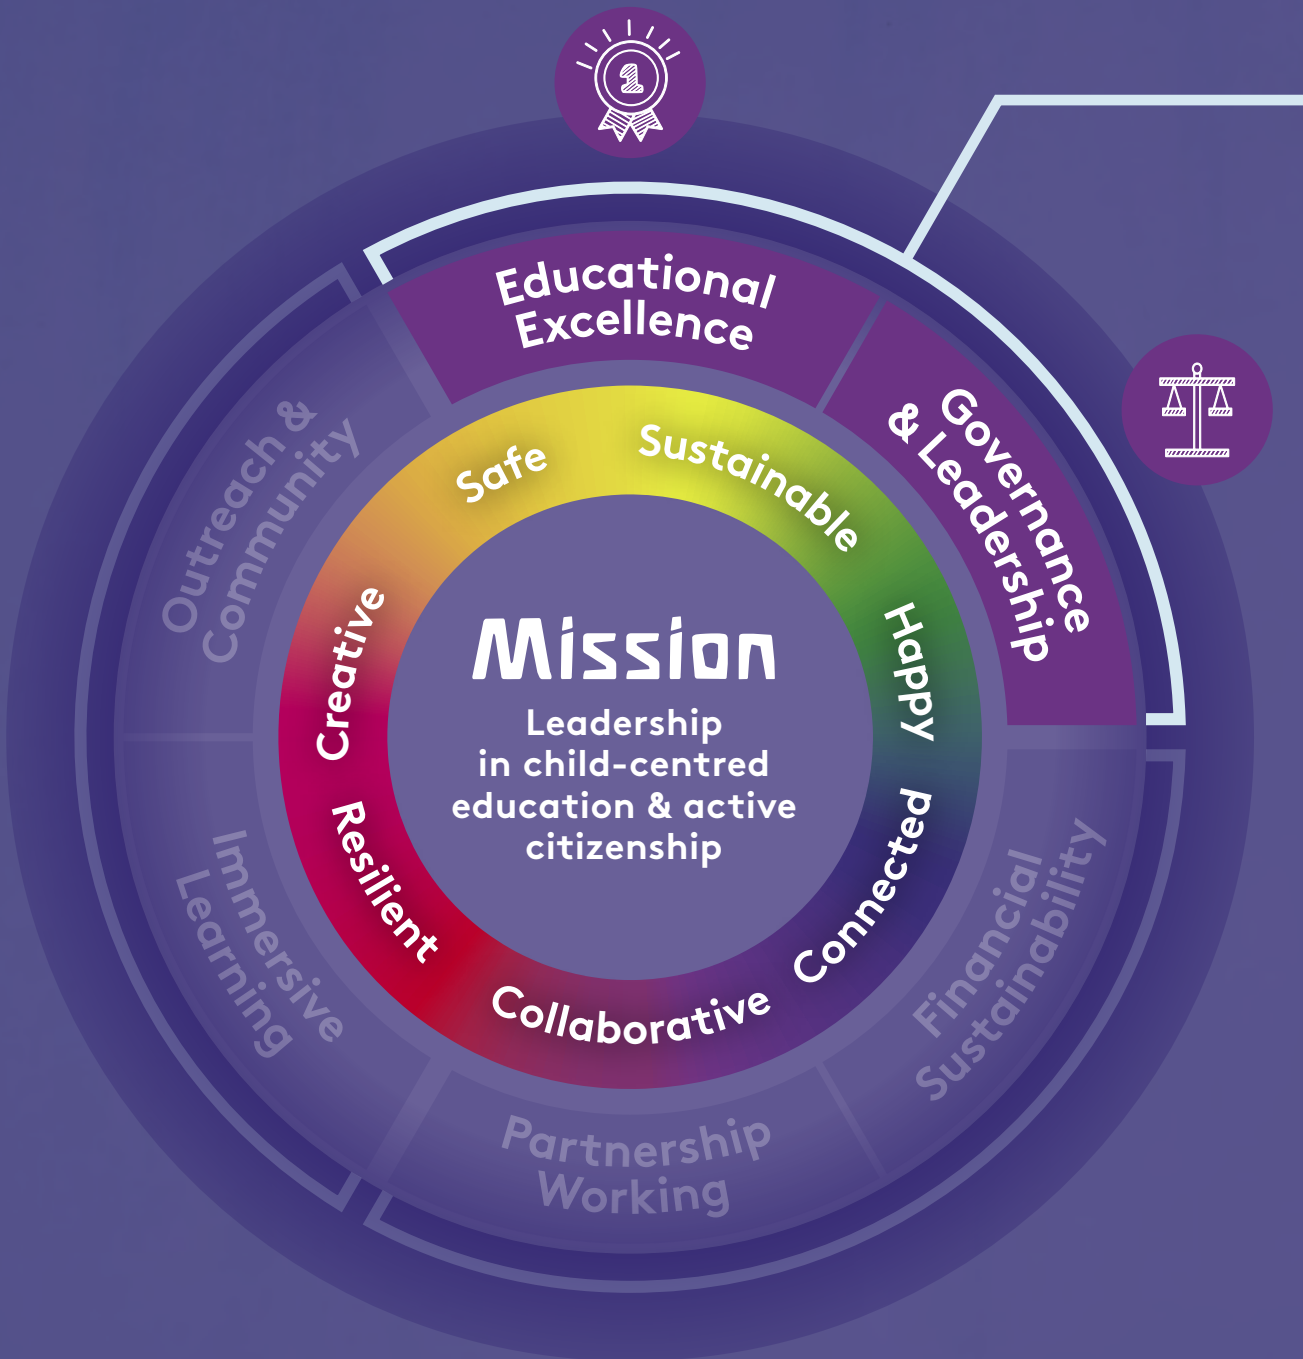 1
Educational
Excellence
Governance
& Leadership
Financial
Sustainability
Partnership
Working
Immersive
Learning
Outreach &
Community
Safe
Sustainable
Happy
Connected
Collaborative
Resilient
Creative
Mission
Leadership
in child-centred
education & active
citizenship